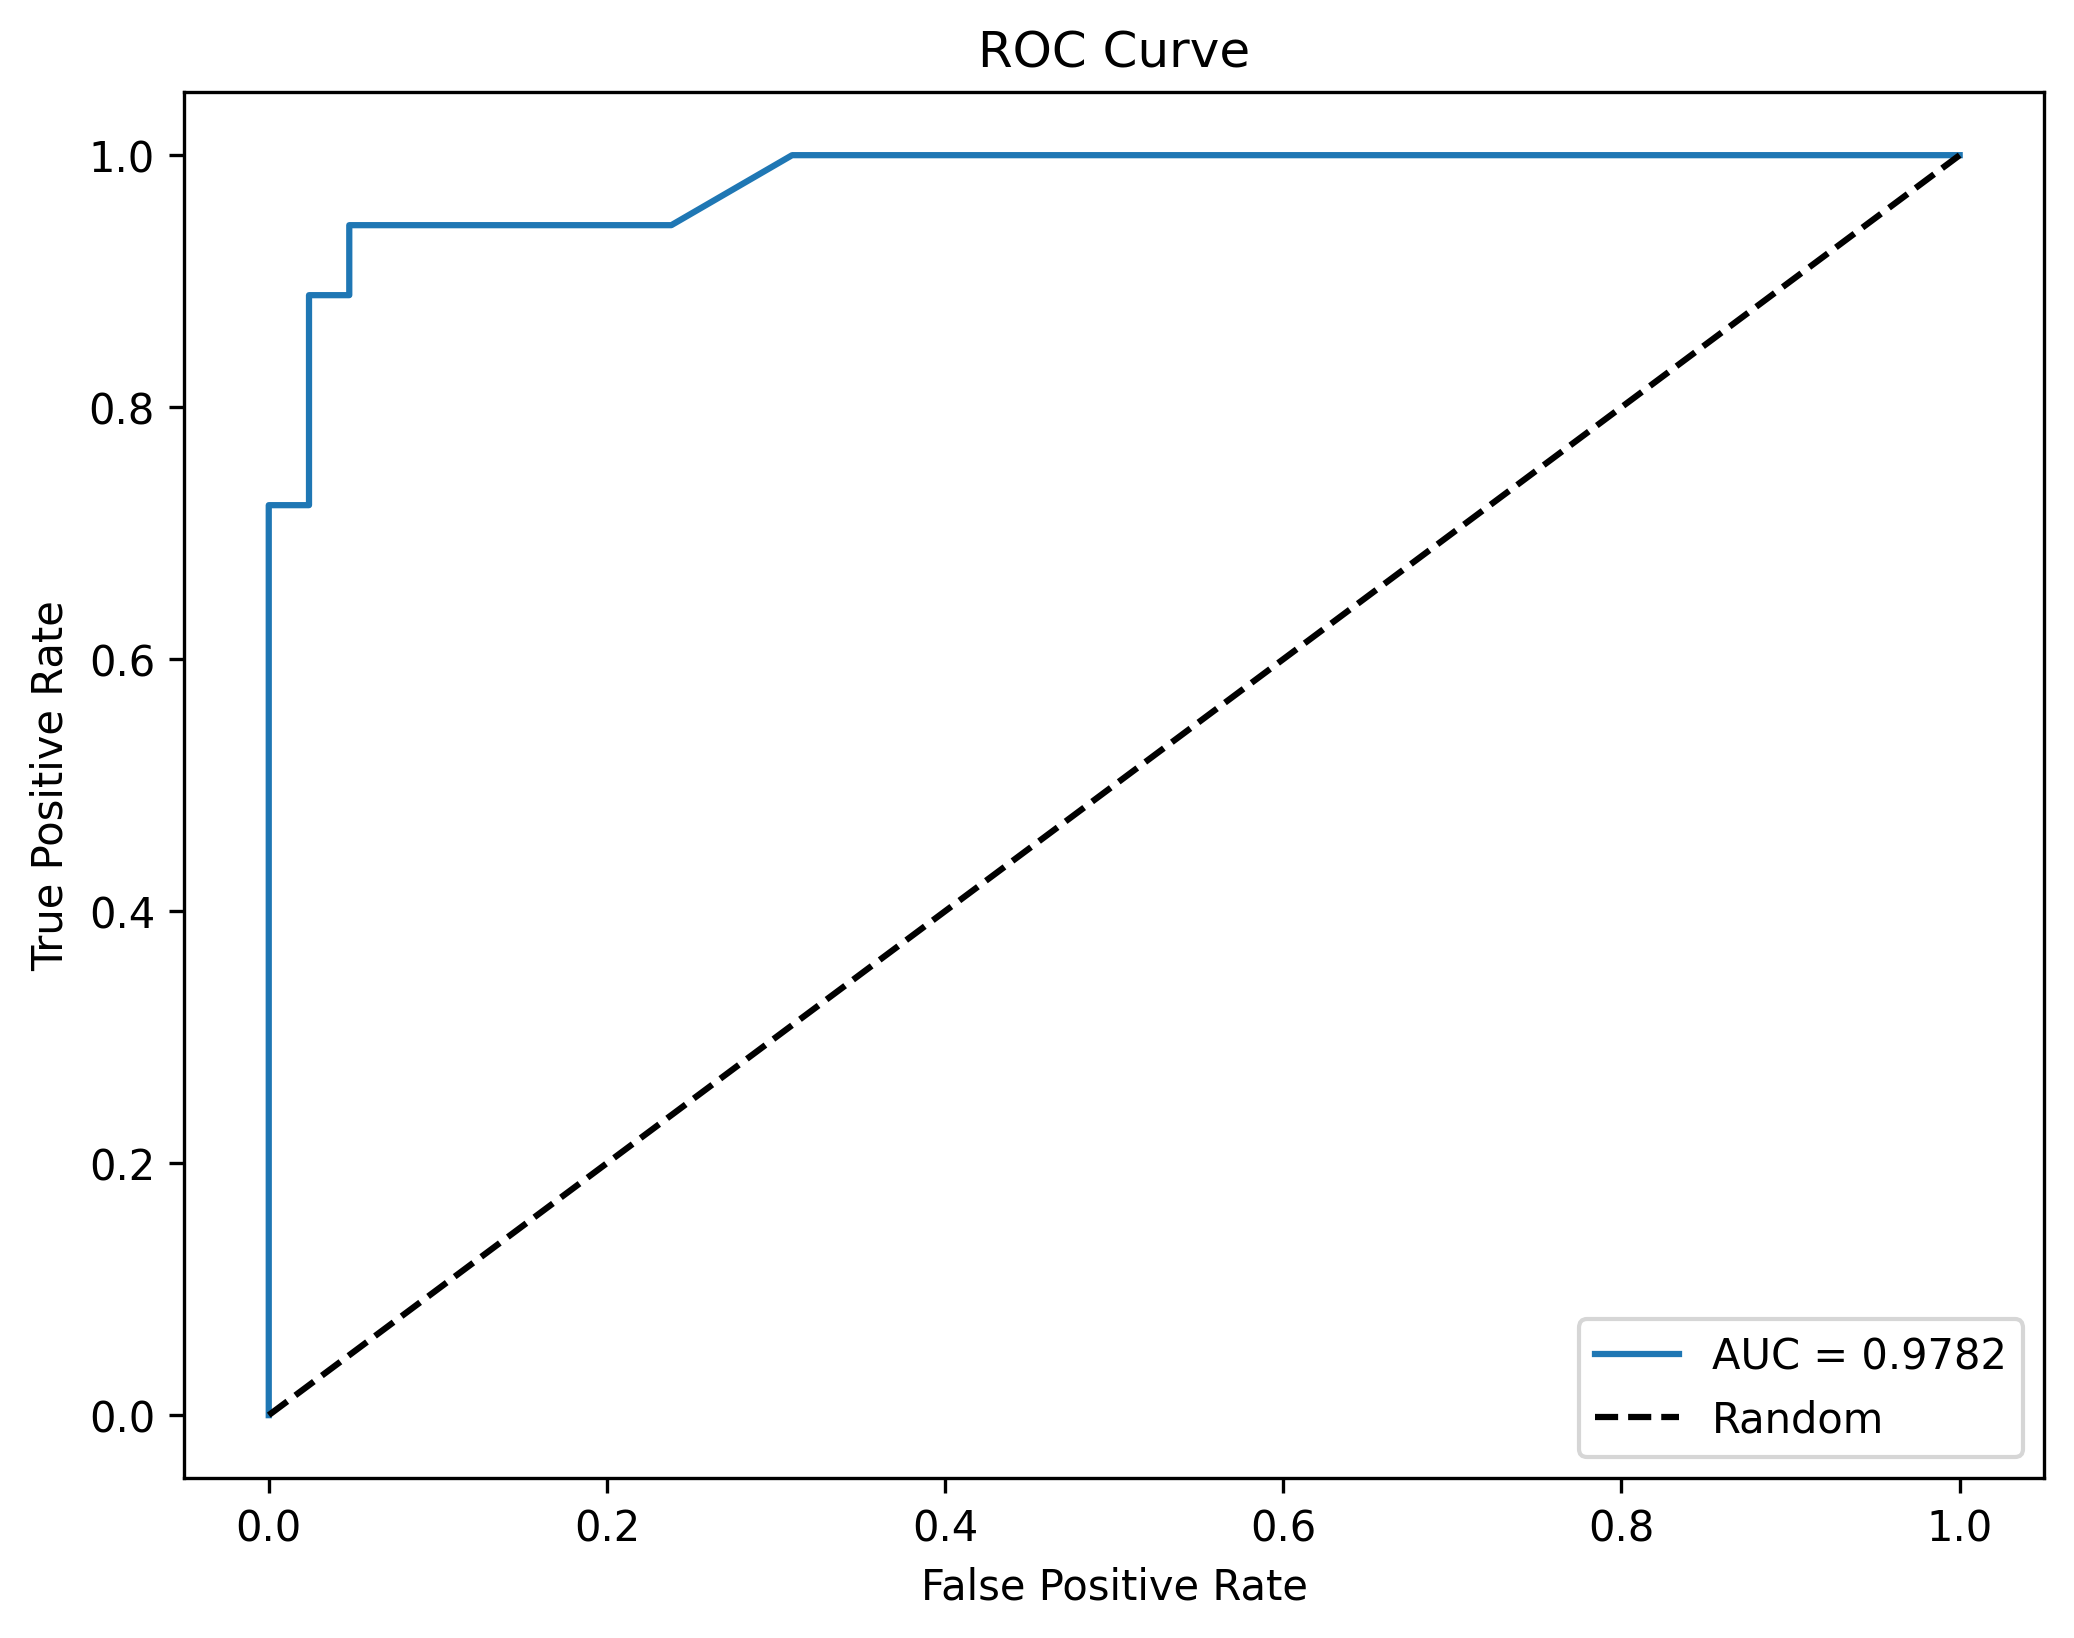 ROC Curve
1.0
0.8
0.6
0.4
0.2
0.0
True Positive Rate
AUC = 0.9782
Random
0.0 0.2 0.4 0.6 0.8 1.0
False Positive Rate